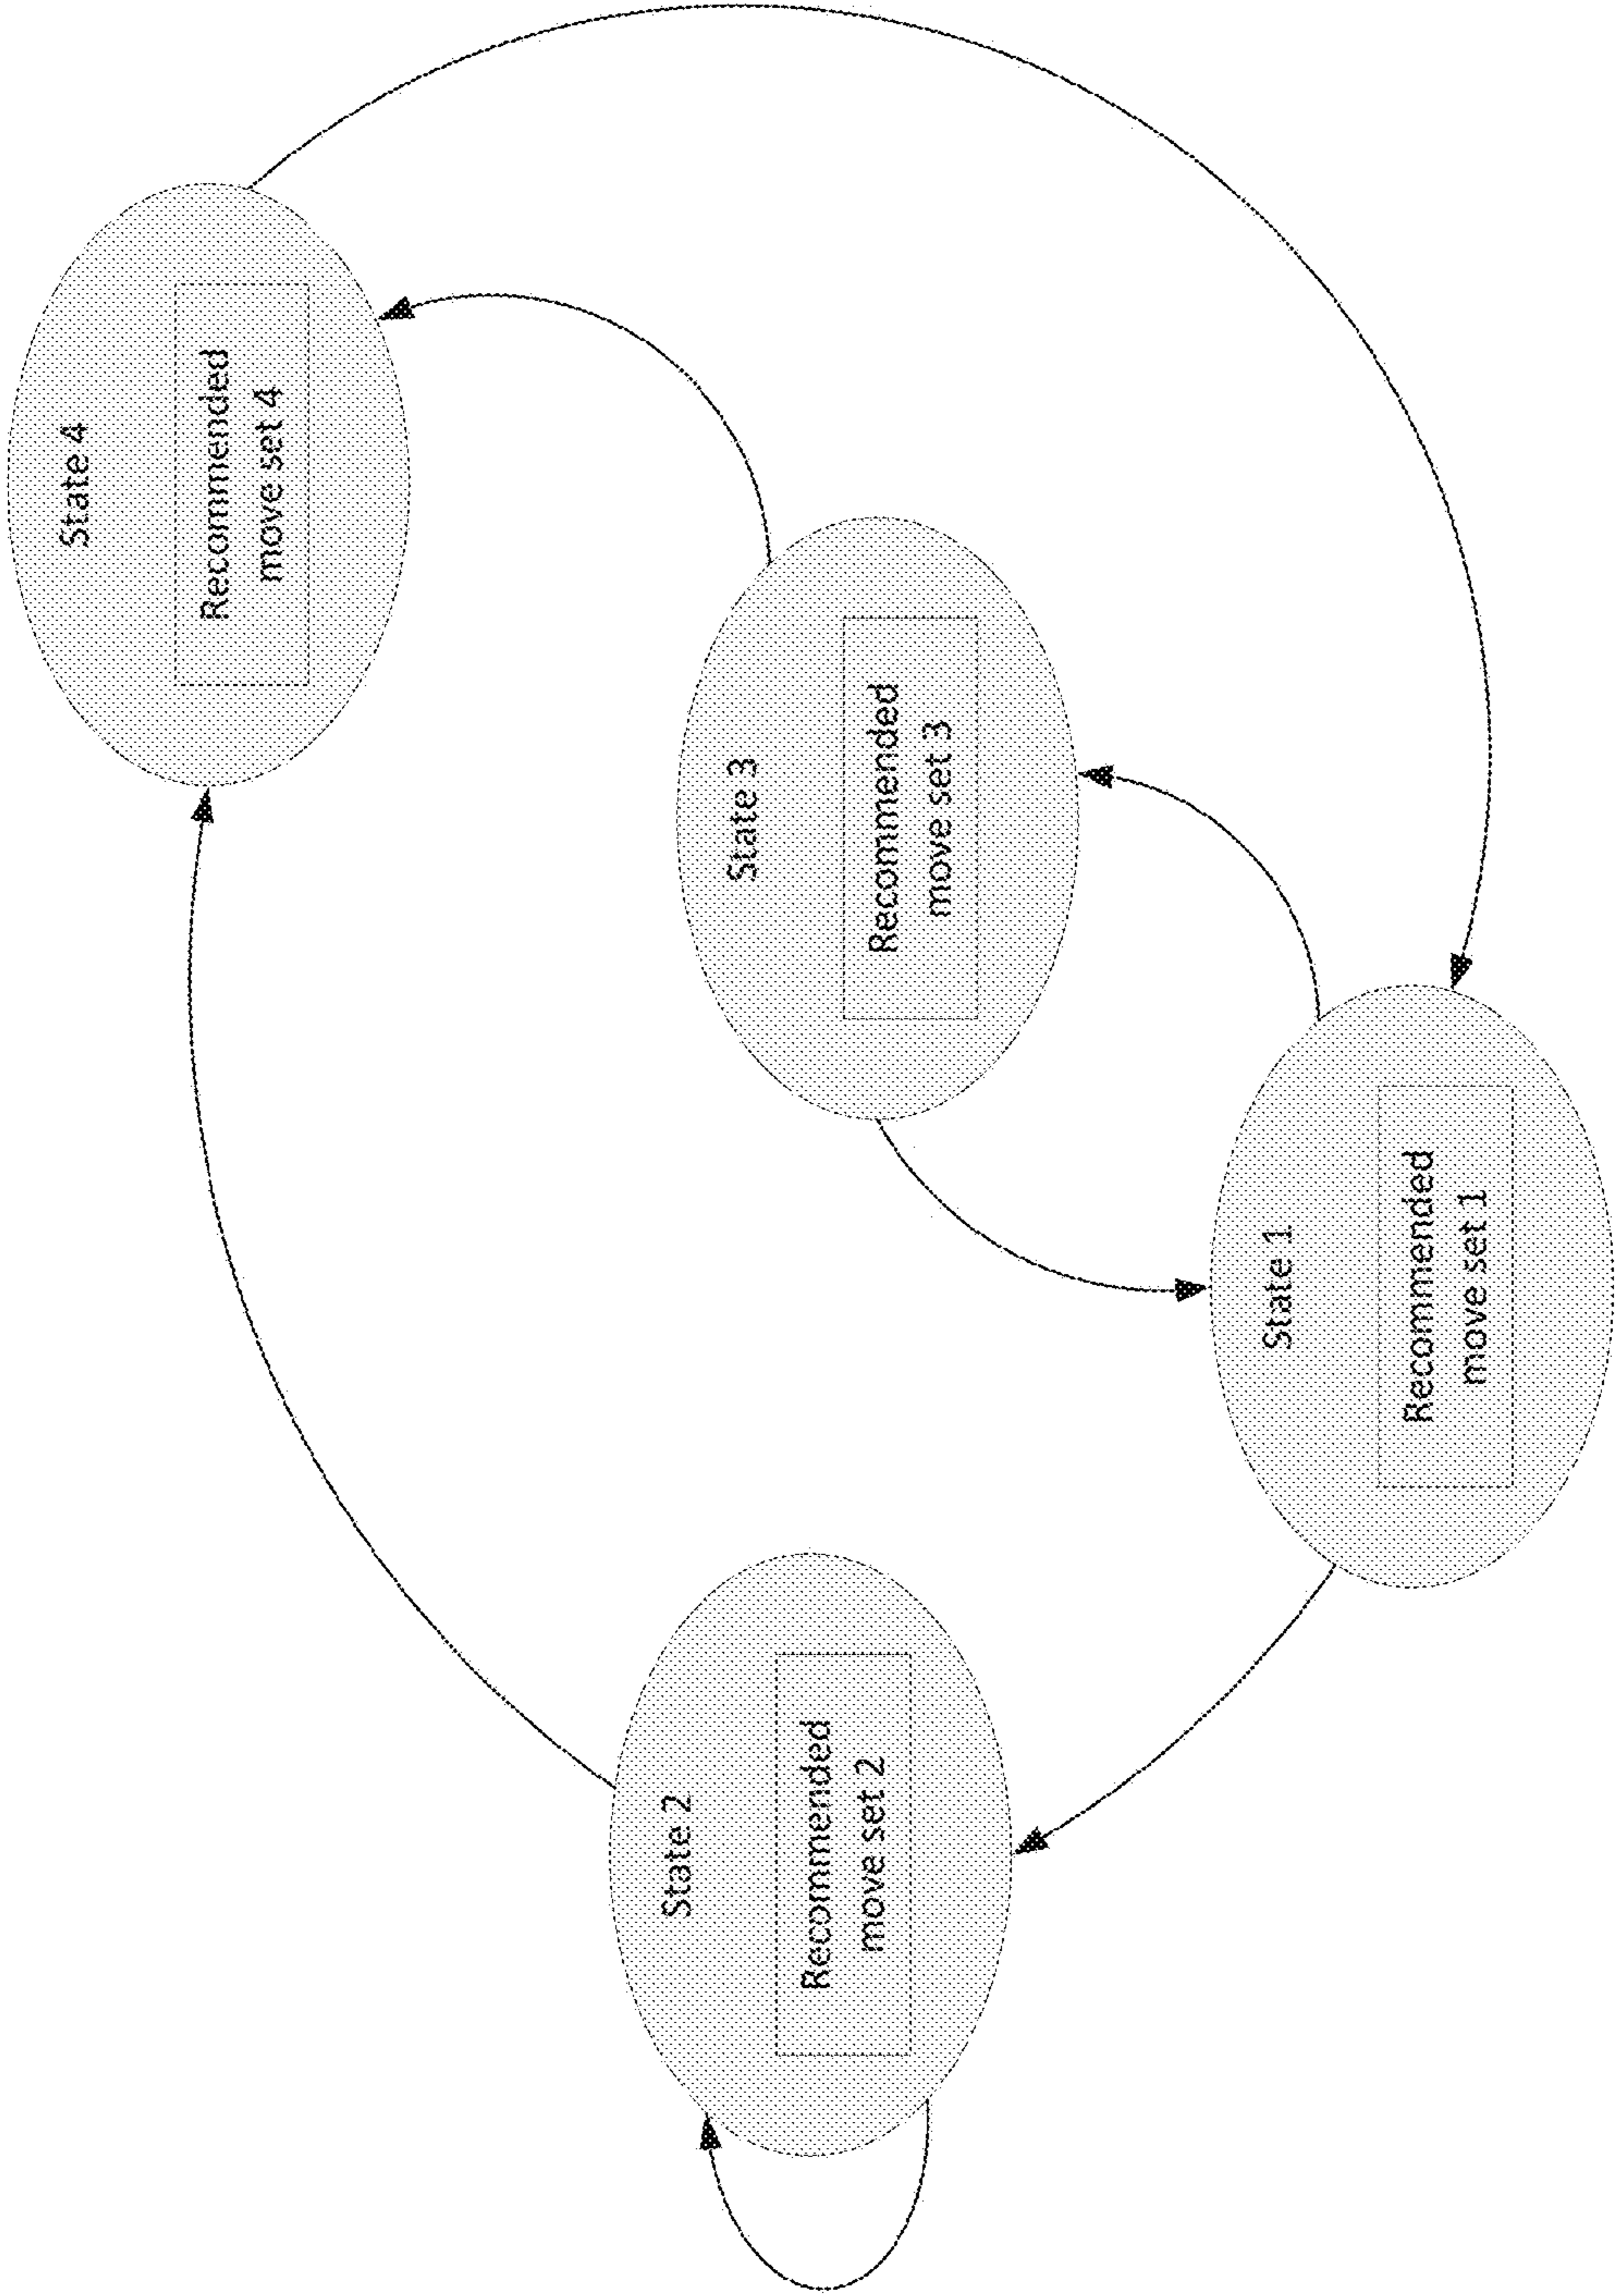 State 1
Recommended
move set 1
State 2
Recommended
move set 2
State 3
Recommended
move set 3
State 4
Recommended
move set 4